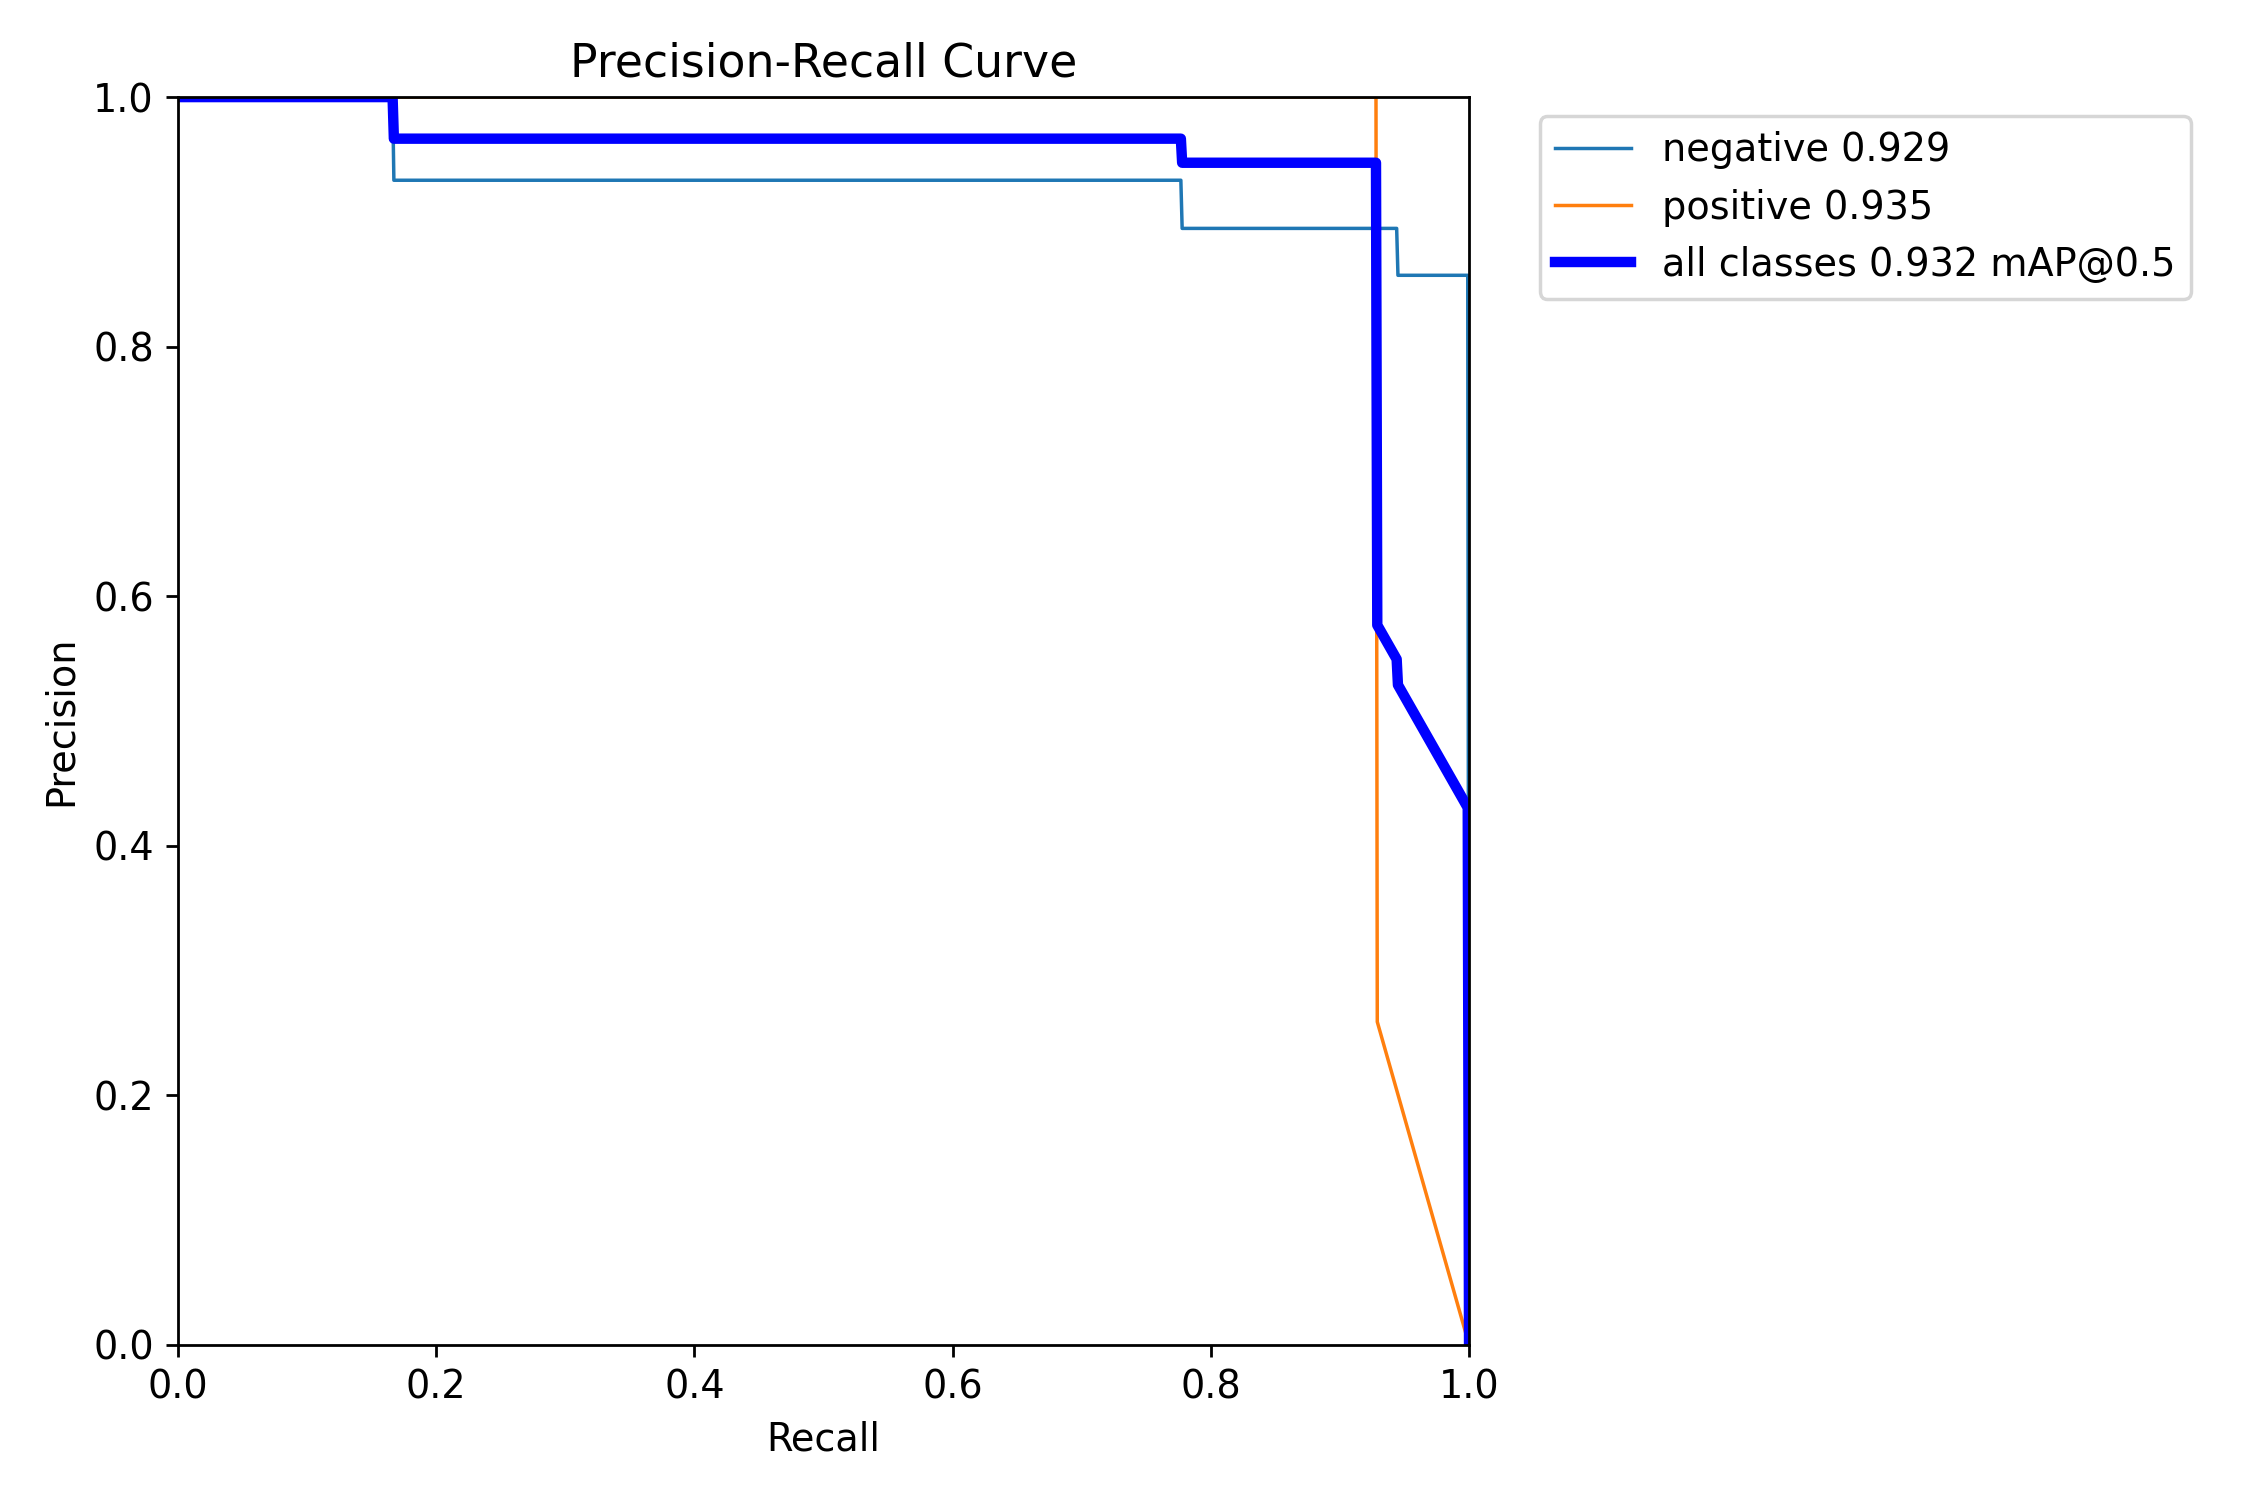 Precision-Recall Curve
1.0
0.8
0.6
0.4
0.2
0.0
Precision
0.0 0.2 0.4 0.6 0.8 1.0
Recall
negative 0.929
positive 0.935
all classes 0.932 mAP@0.5